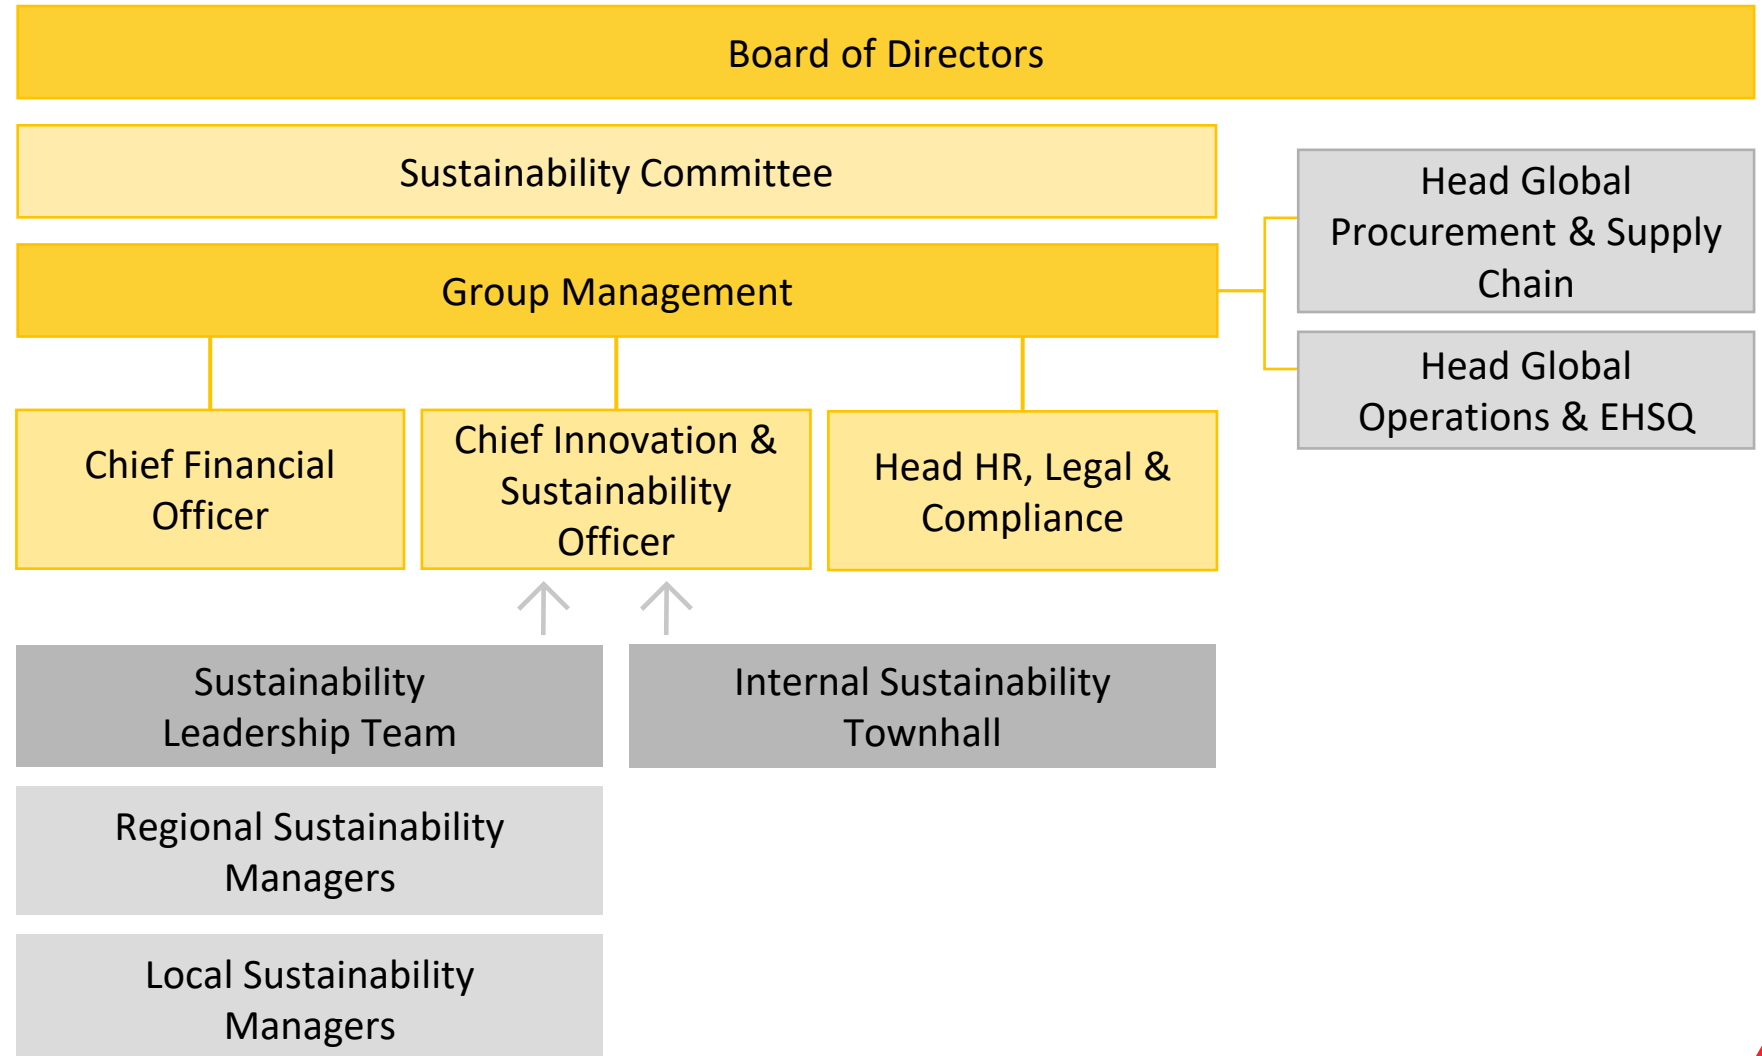 Board of Directors
Sustainability Committee
Head Global
Procurement & Supply
Chain
Group Management
Head Global
Operations & EHSQ
Chief Financial
Officer
Chief Innovation &
Sustainability
Officer
Head HR, Legal &
Compliance
Sustainability
Leadership Team
Internal Sustainability
Townhall
Regional Sustainability
Managers
Local Sustainability
Managers